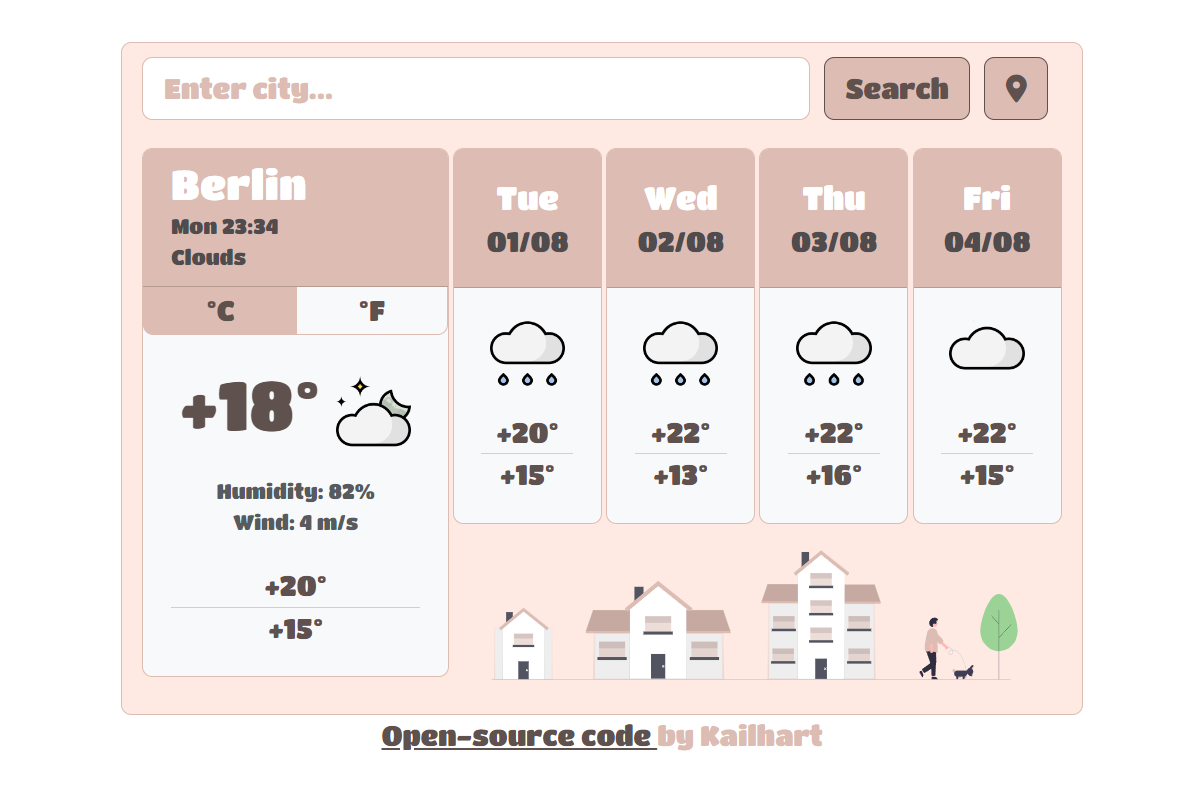 Enter city...
Search
Berlin
Mon 23:34
Clouds
°C °F
+18°
Humidity: 82%
Wind: 4 m/s
+20°
+15°
Tue
01/08
+20°
+15°
Wed
02/08
+22°
+13°
Thu
03/08
+22°
+16°
Fri
04/08
+22°
+15°
Open-source code by Kailhart